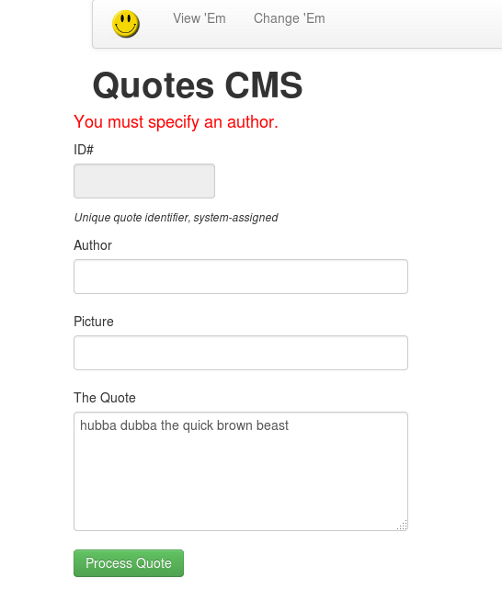 View 'Em Change 'Em
Quotes CMS
You must specify an author.
ID#
Unique quote identifier, system-assigned
Author
Picture
The Quote
hubba dubba the quick brown beast
Process Quote